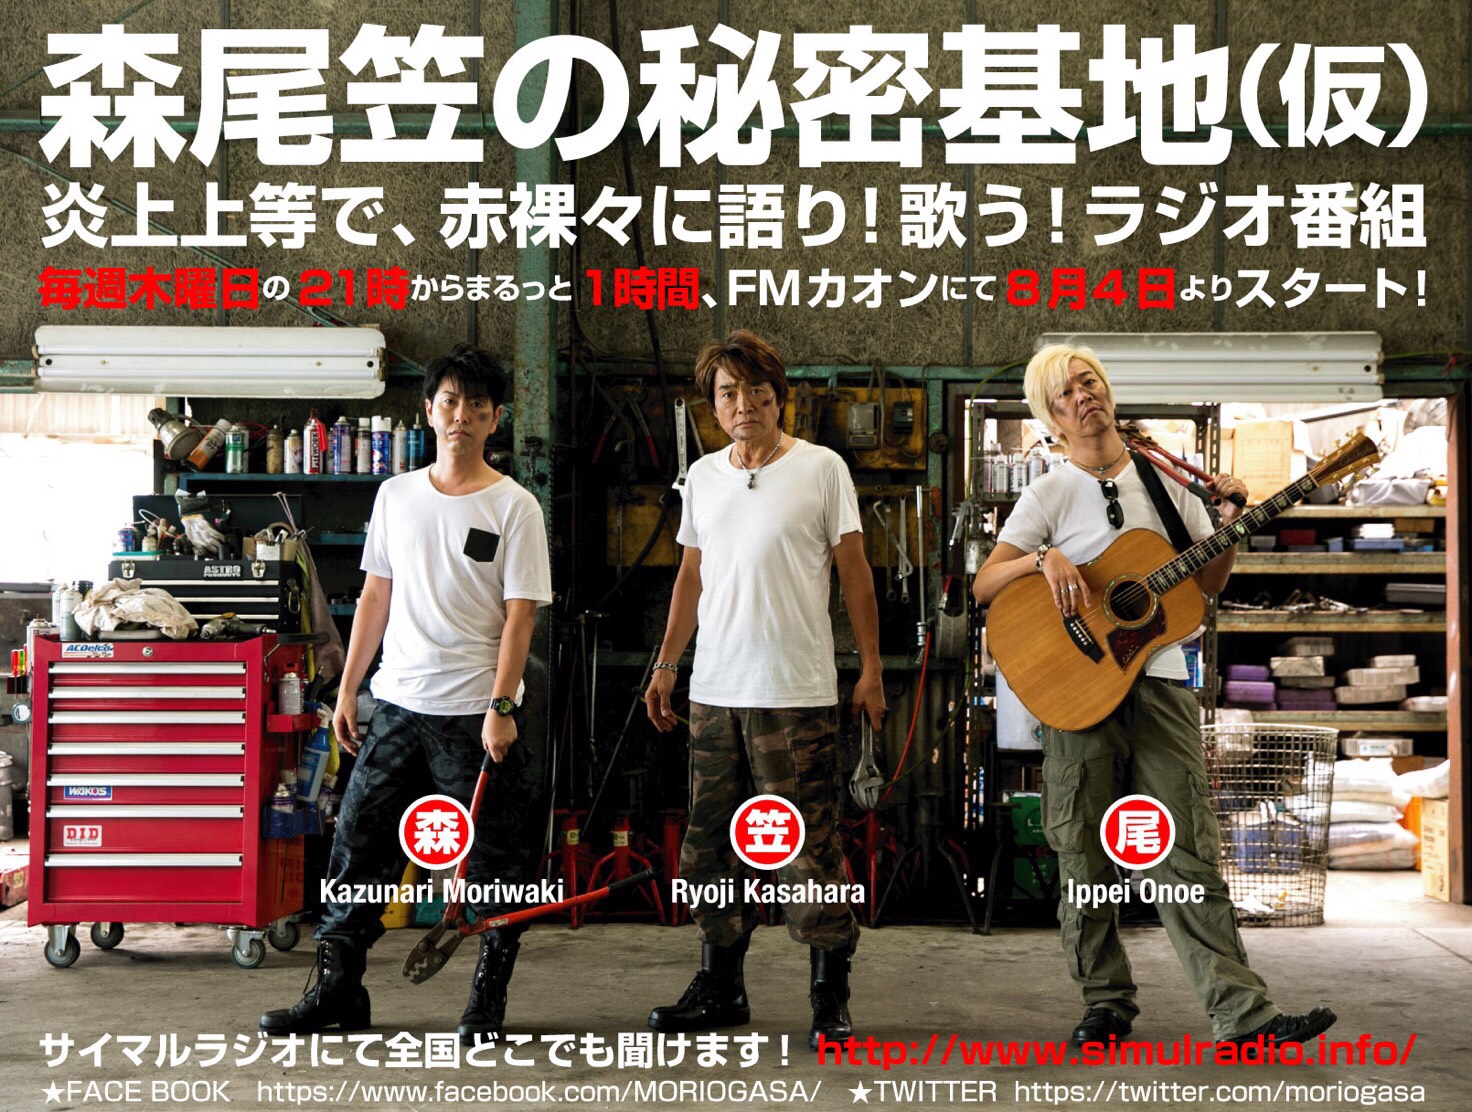 森尾笠の秘密基地(仮)
炎上上等で、赤裸々に語り!歌う!ラジオ番組
毎週木曜日の21時からまるっと1時間、FMカオンにて8月4日よりスタート!
ASTRO
PRODUCTS
ACDelco
WAKO'S
D.I.D
森
笠
尾
Kazunari Moriwaki
Ryoji Kasahara
Ippei Onoe
サイマルラジオにて全国どこでも聞けます! http://www.simulradio.info/
★FACE BOOK https://www.facebook.com/MORIOGASA/ ★TWITTER https://twitter.com/moriogasa